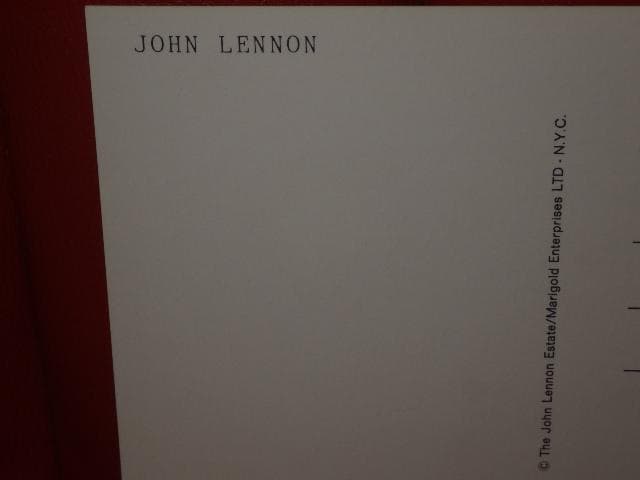 JOHN LENNON
© The John Lennon Estate/Marigold Enterprises LTD - N.Y.C.